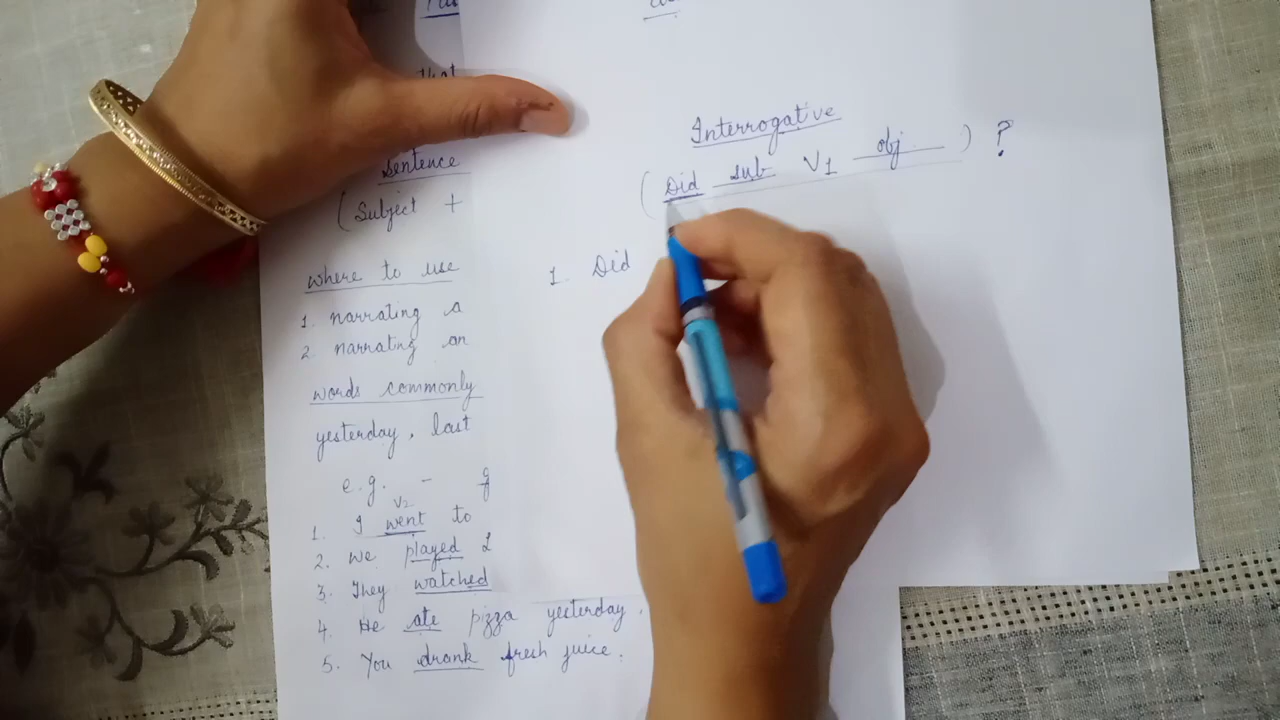 that
Sentence
(Subject +
where to use
1. narrating a
2. narrating an
words commonly
yesterday, last
e.g. -
V2
1. I went to
2. We played
3. They watched
4. He ate pizza yesterday.
5. You drank fresh juice.
Interrogative
(Did sub V1 obj ) ?
1. Did